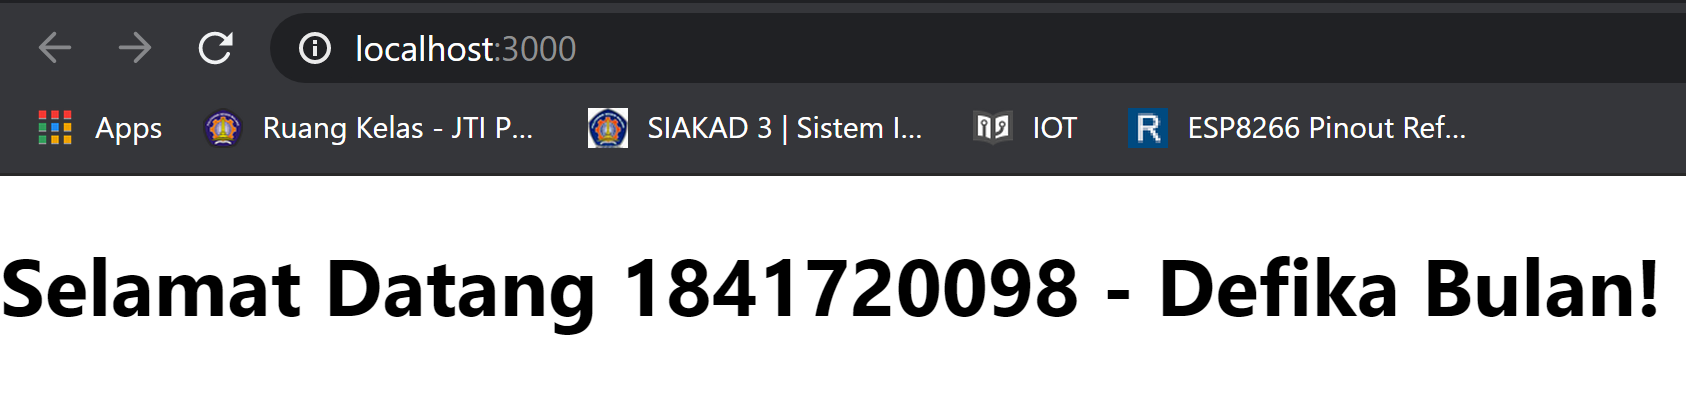 localhost:3000
Apps Ruang Kelas - JTI P... SIAKAD 3 | Sistem I... IOT R ESP8266 Pinout Ref...
Selamat Datang 1841720098 - Defika Bulan!